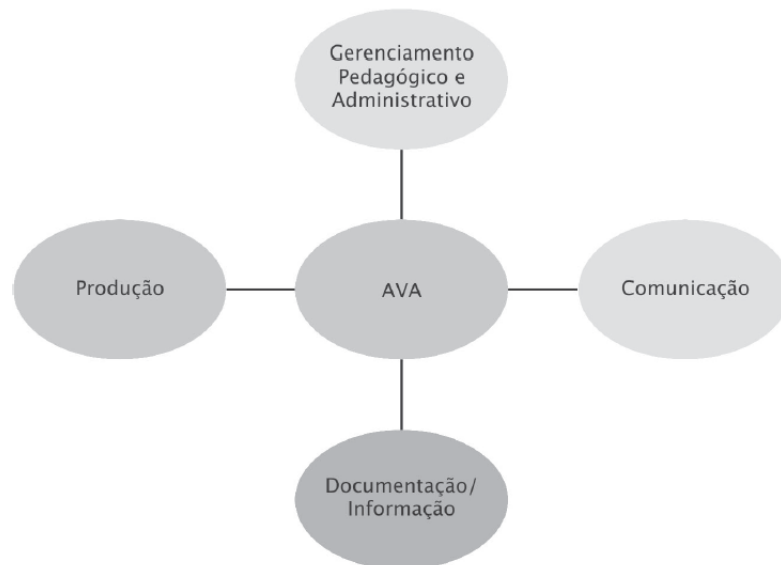 Gerenciamento
Pedagógico e
Administrativo
Produção
AVA
Comunicação
Documentação/
Informação